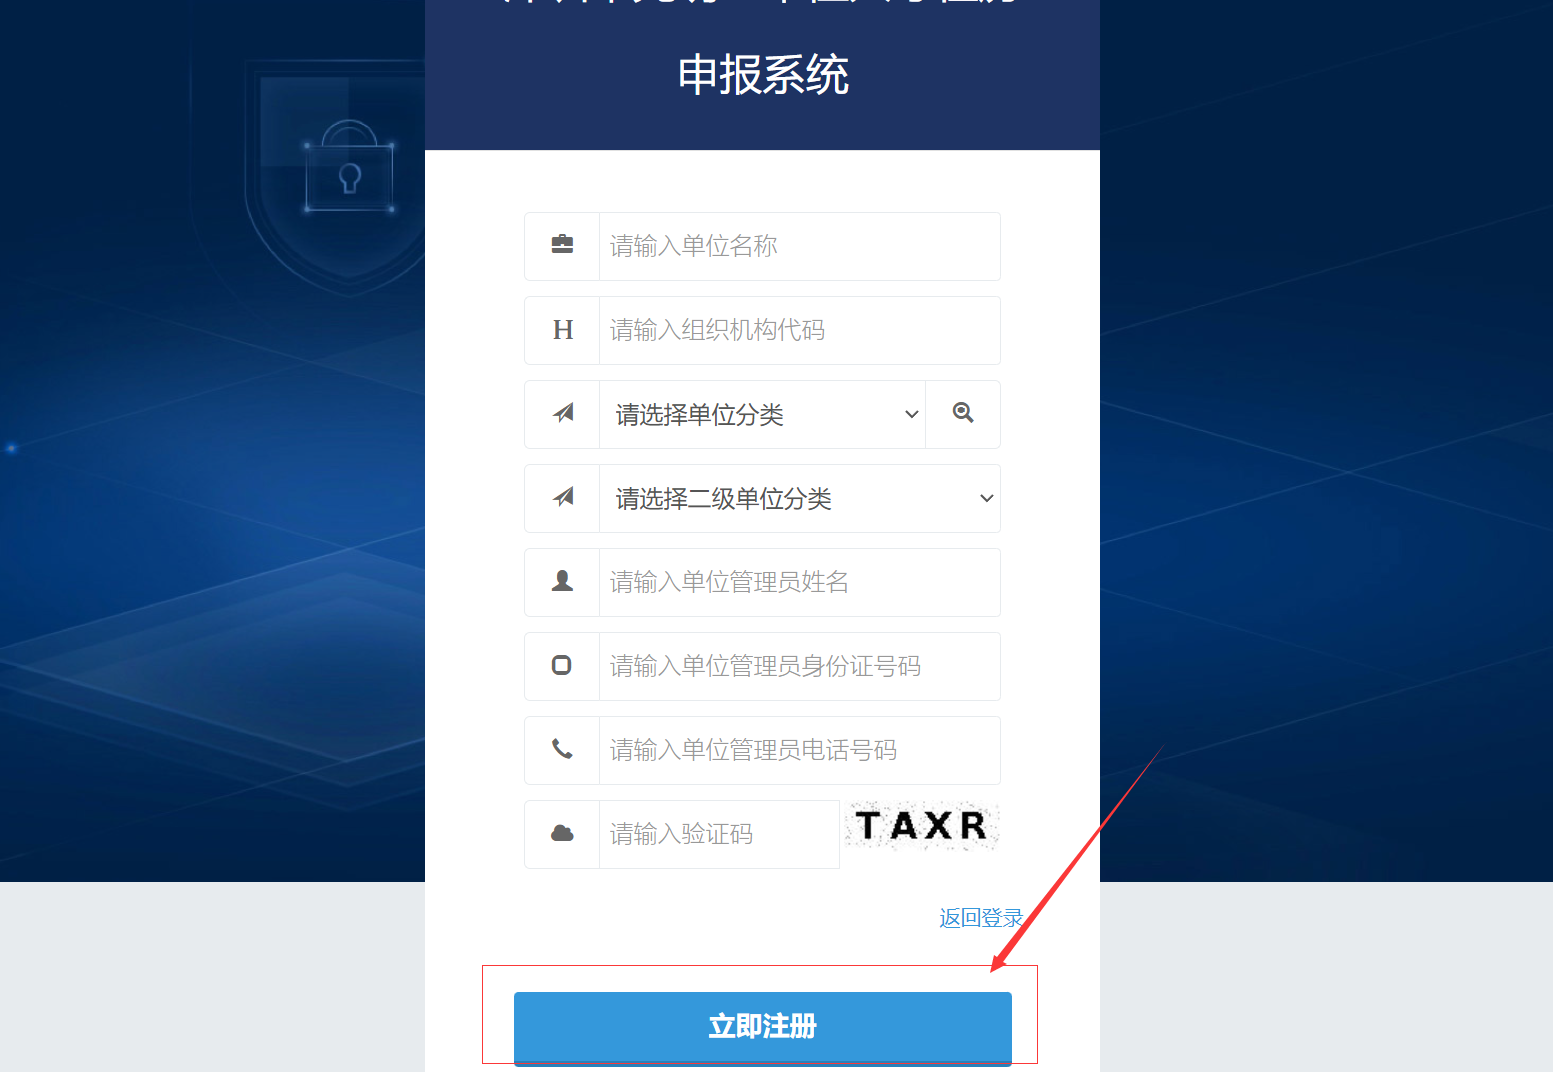 申报系统
请输入单位名称
H 请输入组织机构代码
请选择单位分类
请选择二级单位分类
请输入单位管理员姓名
请输入单位管理员身份证号码
请输入单位管理员电话号码
请输入验证码 TAXR
返回登录
立即注册